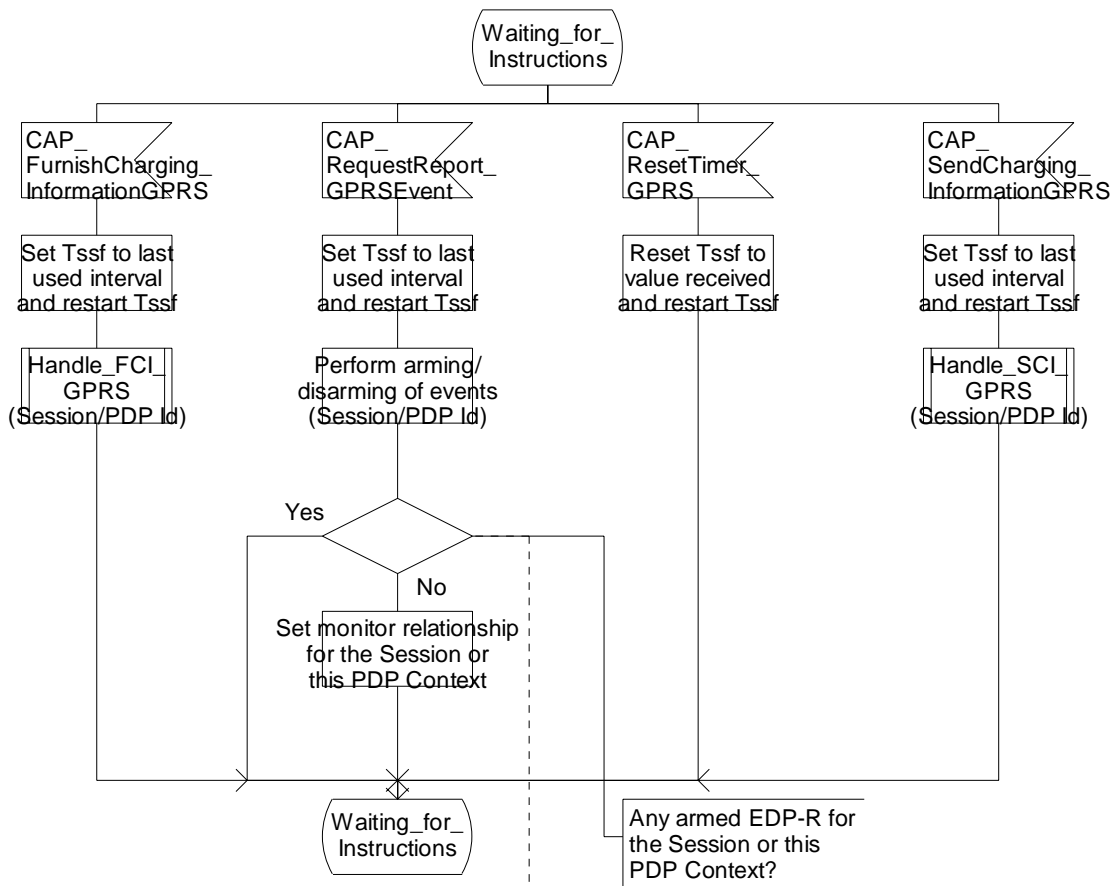 Waiting_for_
Instructions
CAP_
FurnishCharging_
InformationGPRS
CAP_
RequestReport_
GPRSEvent
CAP_
ResetTimer_
GPRS
CAP_
SendCharging_
InformationGPRS
Set Tssf to last
used interval
and restart Tssf
Set Tssf to last
used interval
and restart Tssf
Reset Tssf to
value received
and restart Tssf
Set Tssf to last
used interval
and restart Tssf
Handle_FCI_
GPRS
(Session/PDP Id)
Perform arming/
disarming of events
(Session/PDP Id)
Handle_SCI_
GPRS
(Session/PDP Id)
Yes
No
Set monitor relationship
for the Session or
this PDP Context
Waiting_for_
Instructions
Any armed EDP-R for
the Session or this
PDP Context?